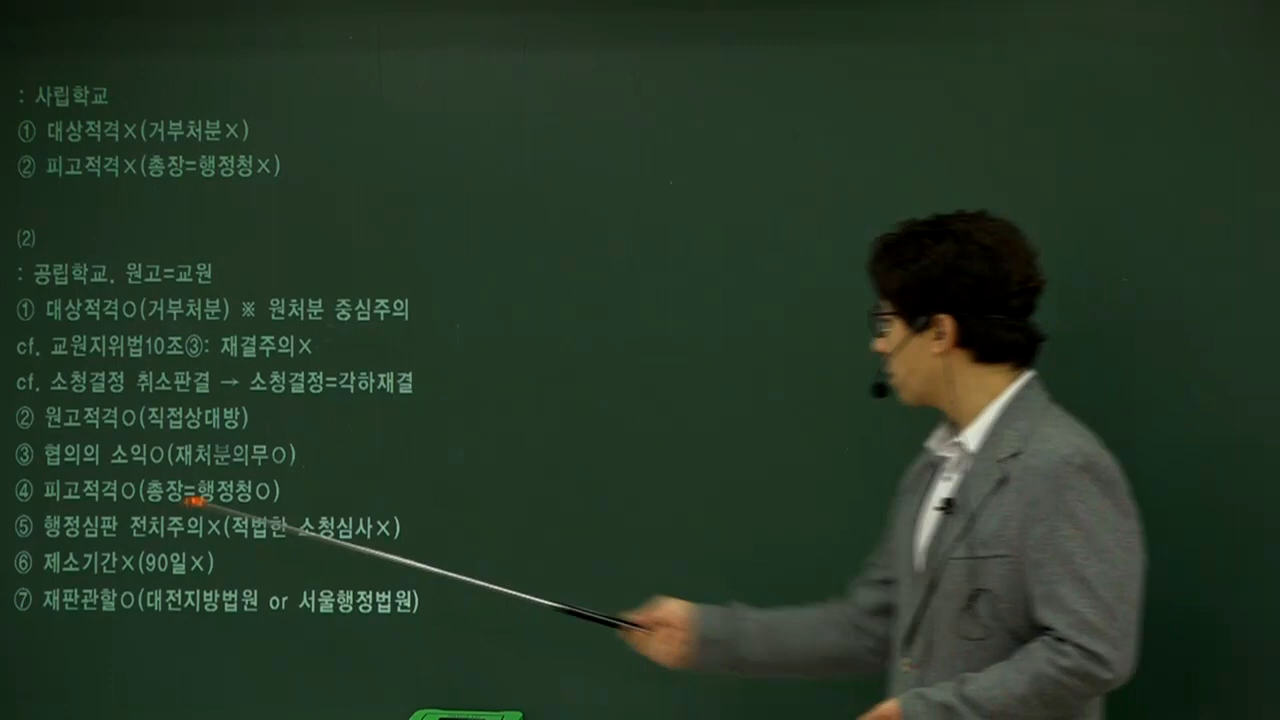 : 사립학교
① 대상적격×(거부처분×)
② 피고적격×(총장=행정청×)
(2)
: 공립학교. 원고=교원
① 대상적격○(거부처분) ※ 원처분 중심주의
cf. 교원지위법10조③: 재결주의×
cf. 소청결정 취소판결 → 소청결정=각하재결
② 원고적격○(직접상대방)
③ 협의의 소익○(재처분의무○)
④ 피고적격○(총장=행정청○)
⑤ 행정심판 전치주의×(적법한 소청심사×)
⑥ 제소기간×(90일×)
⑦ 재판관할○(대전지방법원 or 서울행정법원)